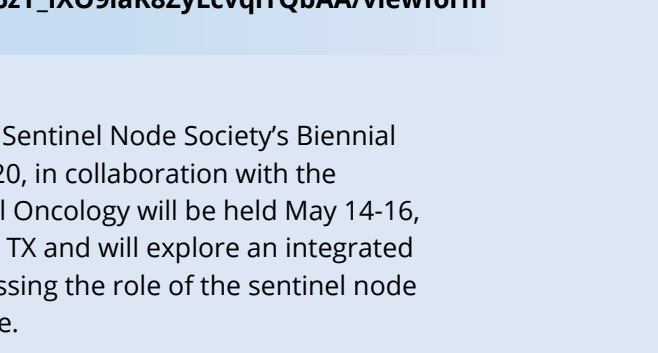 Sentinel Node Society’s Biennial
20, in collaboration with the
l Oncology will be held May 14-16,
TX and will explore an integrated
ssing the role of the sentinel node
e.